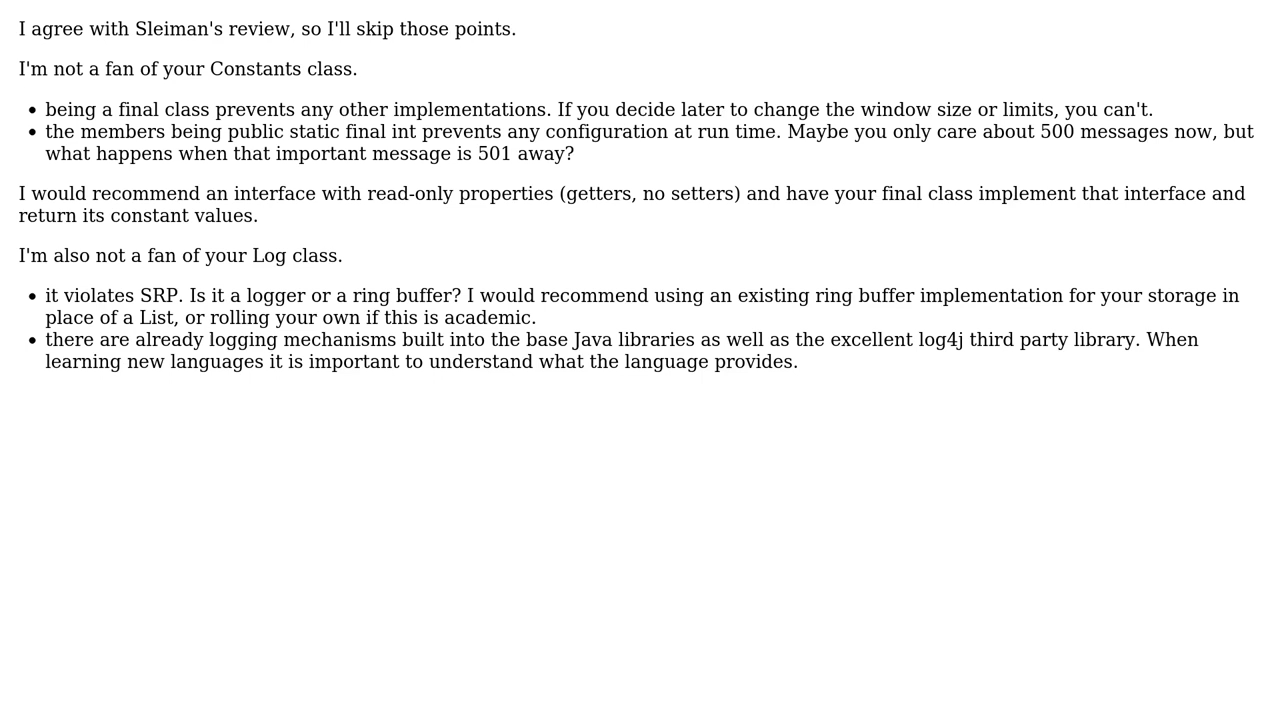 I agree with Sleiman's review, so I'll skip those points.
I'm not a fan of your Constants class.
• being a final class prevents any other implementations. If you decide later to change the window size or limits, you can't.
• the members being public static final int prevents any configuration at run time. Maybe you only care about 500 messages now, but
what happens when that important message is 501 away?
I would recommend an interface with read-only properties (getters, no setters) and have your final class implement that interface and
return its constant values.
I'm also not a fan of your Log class.
• it violates SRP. Is it a logger or a ring buffer? I would recommend using an existing ring buffer implementation for your storage in
place of a List, or rolling your own if this is academic.
• there are already logging mechanisms built into the base Java libraries as well as the excellent log4j third party library. When
learning new languages it is important to understand what the language provides.